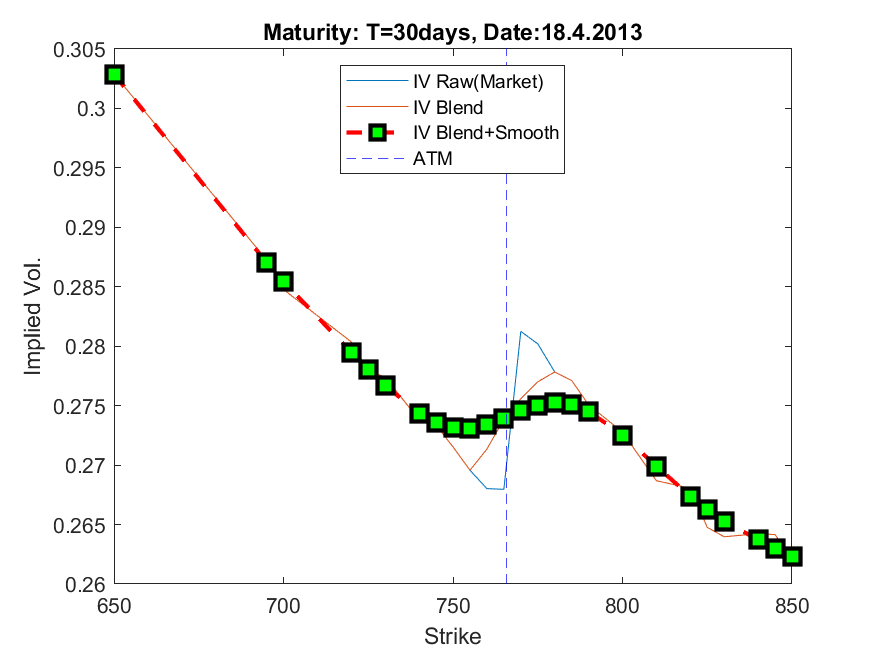 Maturity: T=30days, Date:18.4.2013
0.305
0.3
0.295
0.29
0.285
0.28
0.275
0.27
0.265
0.26
Implied Vol.
IV Raw(Market)
IV Blend
IV Blend+Smooth
ATM
650 700 750 800 850
Strike